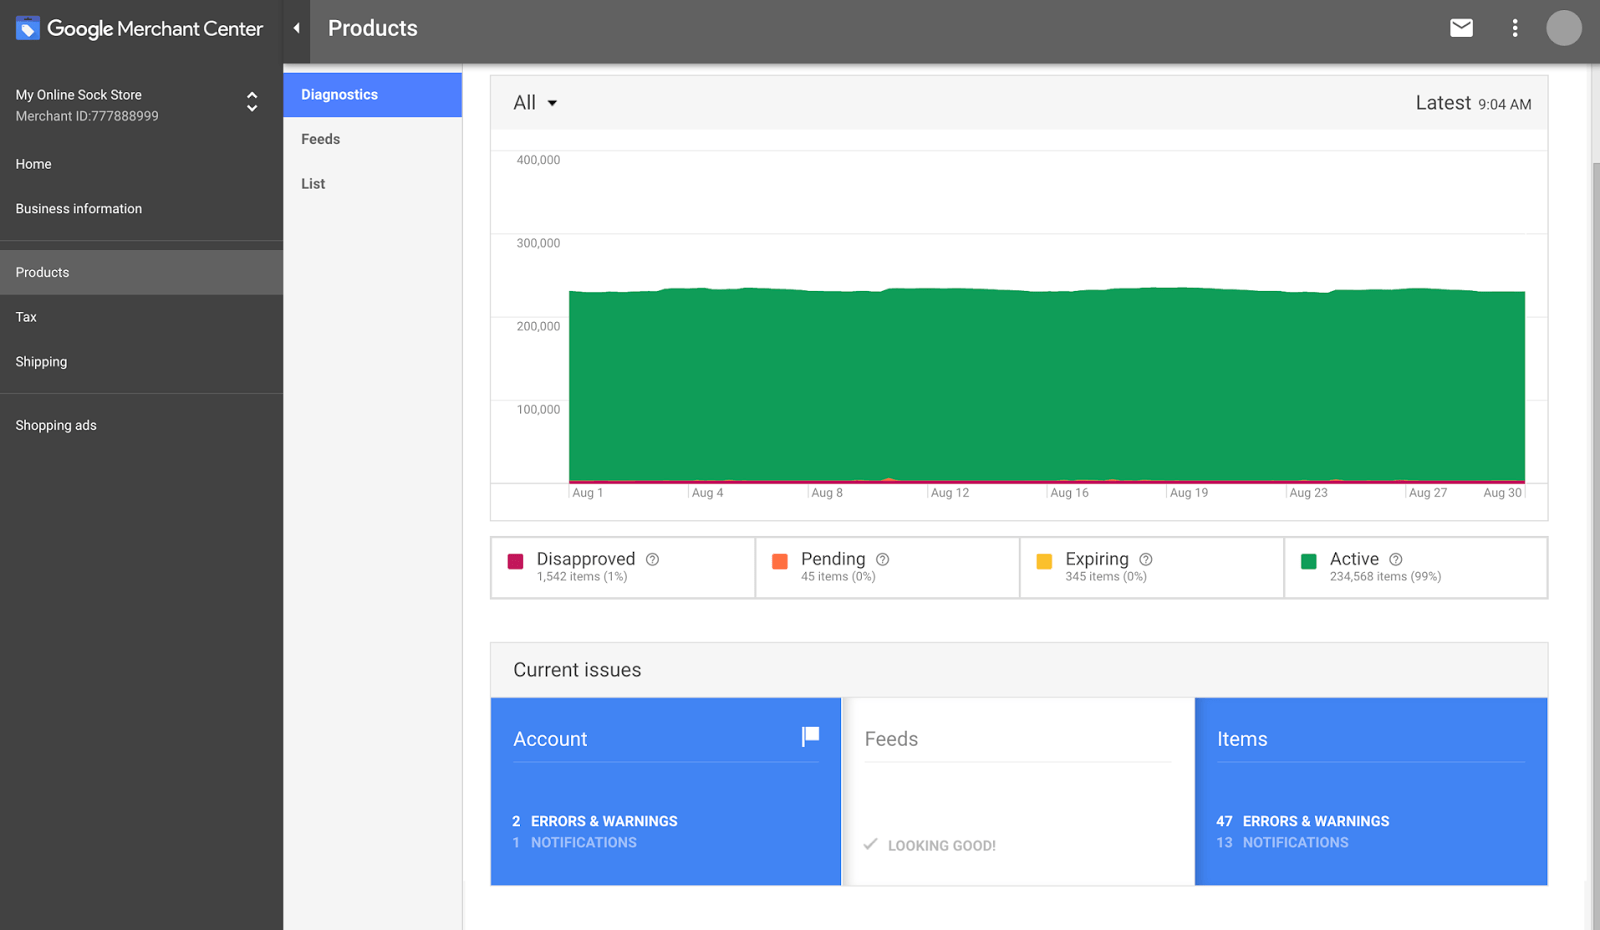 Google Merchant Center
Products
My Online Sock Store
Merchant ID:777888999
Home
Business information
Products
Tax
Shipping
Shopping ads
Diagnostics
Feeds
List
All
Latest 9:04 AM
400,000
300,000
200,000
100,000
Aug 1
Aug 4
Aug 8
Aug 12
Aug 16
Aug 19
Aug 23
Aug 27
Aug 30
Disapproved
1,542 items (1%)
Pending
45 items (0%)
Expiring
345 items (0%)
Active
234,568 items (99%)
Current issues
Account
2 ERRORS & WARNINGS
1 NOTIFICATIONS
Feeds
LOOKING GOOD!
Items
47 ERRORS & WARNINGS
13 NOTIFICATIONS